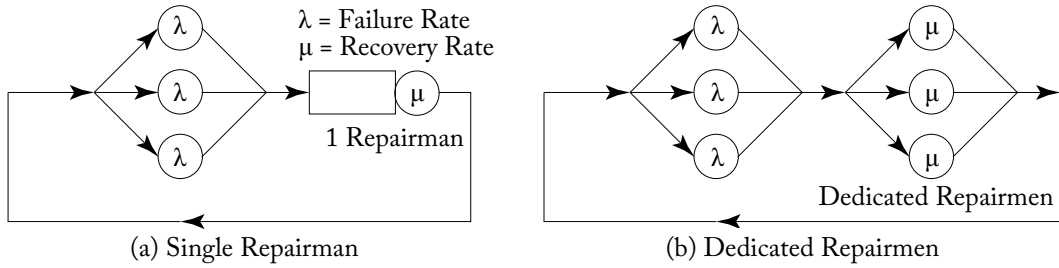 λ = Failure Rate
μ = Recovery Rate
λ
λ
λ
μ
1 Repairman
(a) Single Repairman
λ
λ
λ
μ
μ
μ
Dedicated Repairmen
(b) Dedicated Repairmen